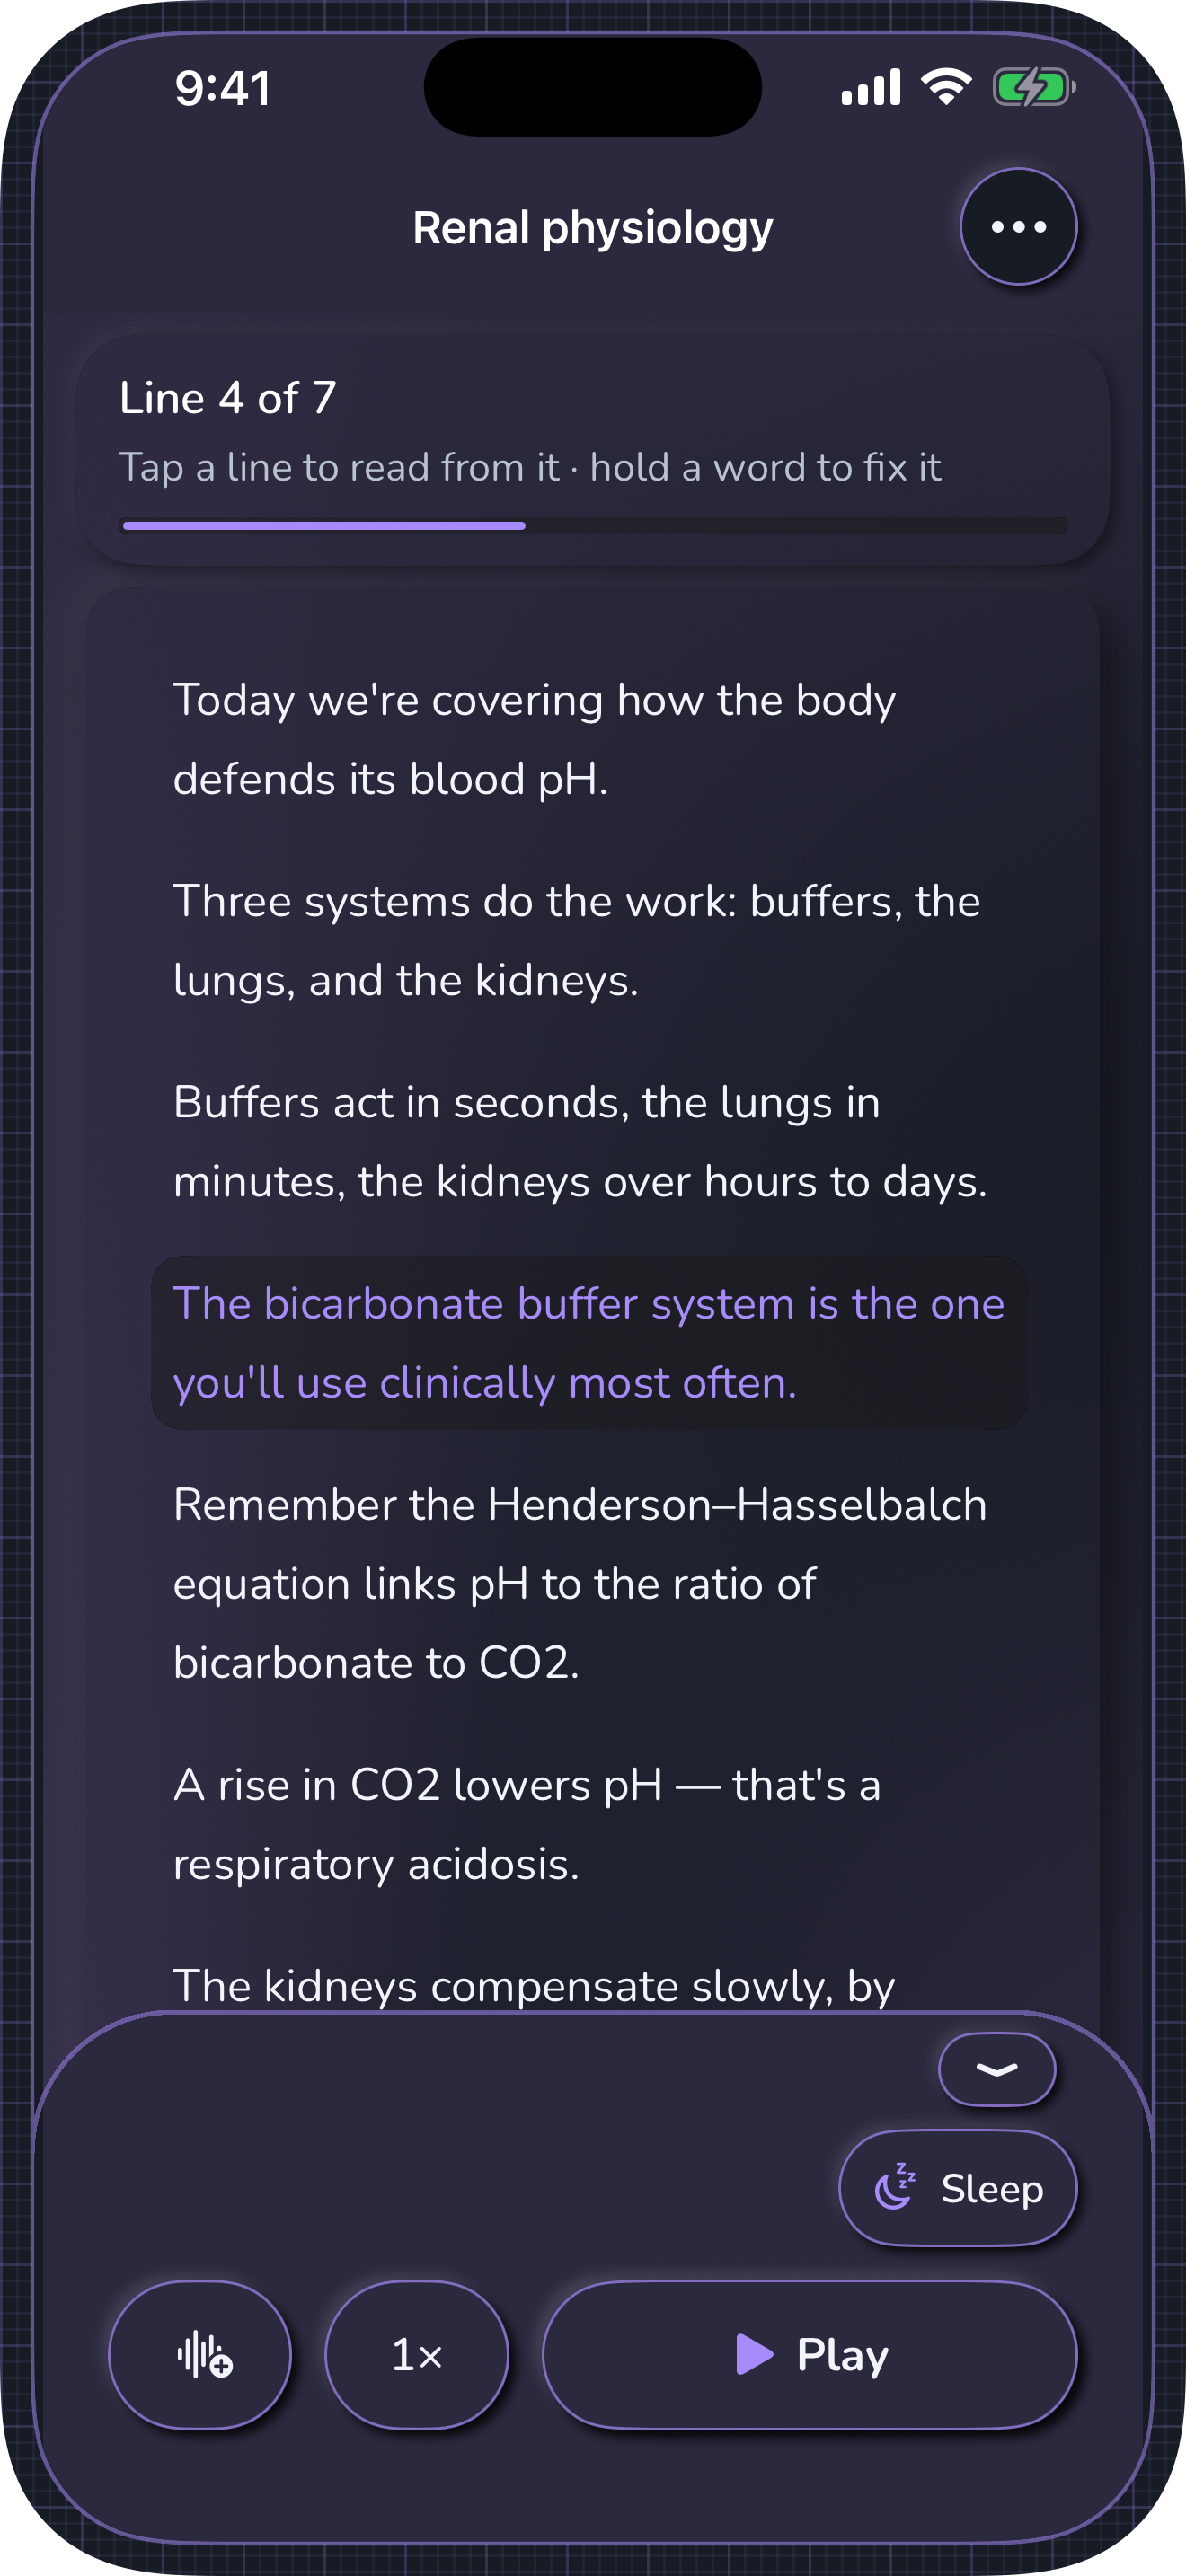 9:41
Renal physiology
Line 4 of 7
Tap a line to read from it · hold a word to fix it
Today we're covering how the body
defends its blood pH.
Three systems do the work: buffers, the
lungs, and the kidneys.
Buffers act in seconds, the lungs in
minutes, the kidneys over hours to days.
The bicarbonate buffer system is the one
you'll use clinically most often.
Remember the Henderson–Hasselbalch
equation links pH to the ratio of
bicarbonate to CO2.
A rise in CO2 lowers pH — that's a
respiratory acidosis.
The kidneys compensate slowly, by
Sleep
1×
Play